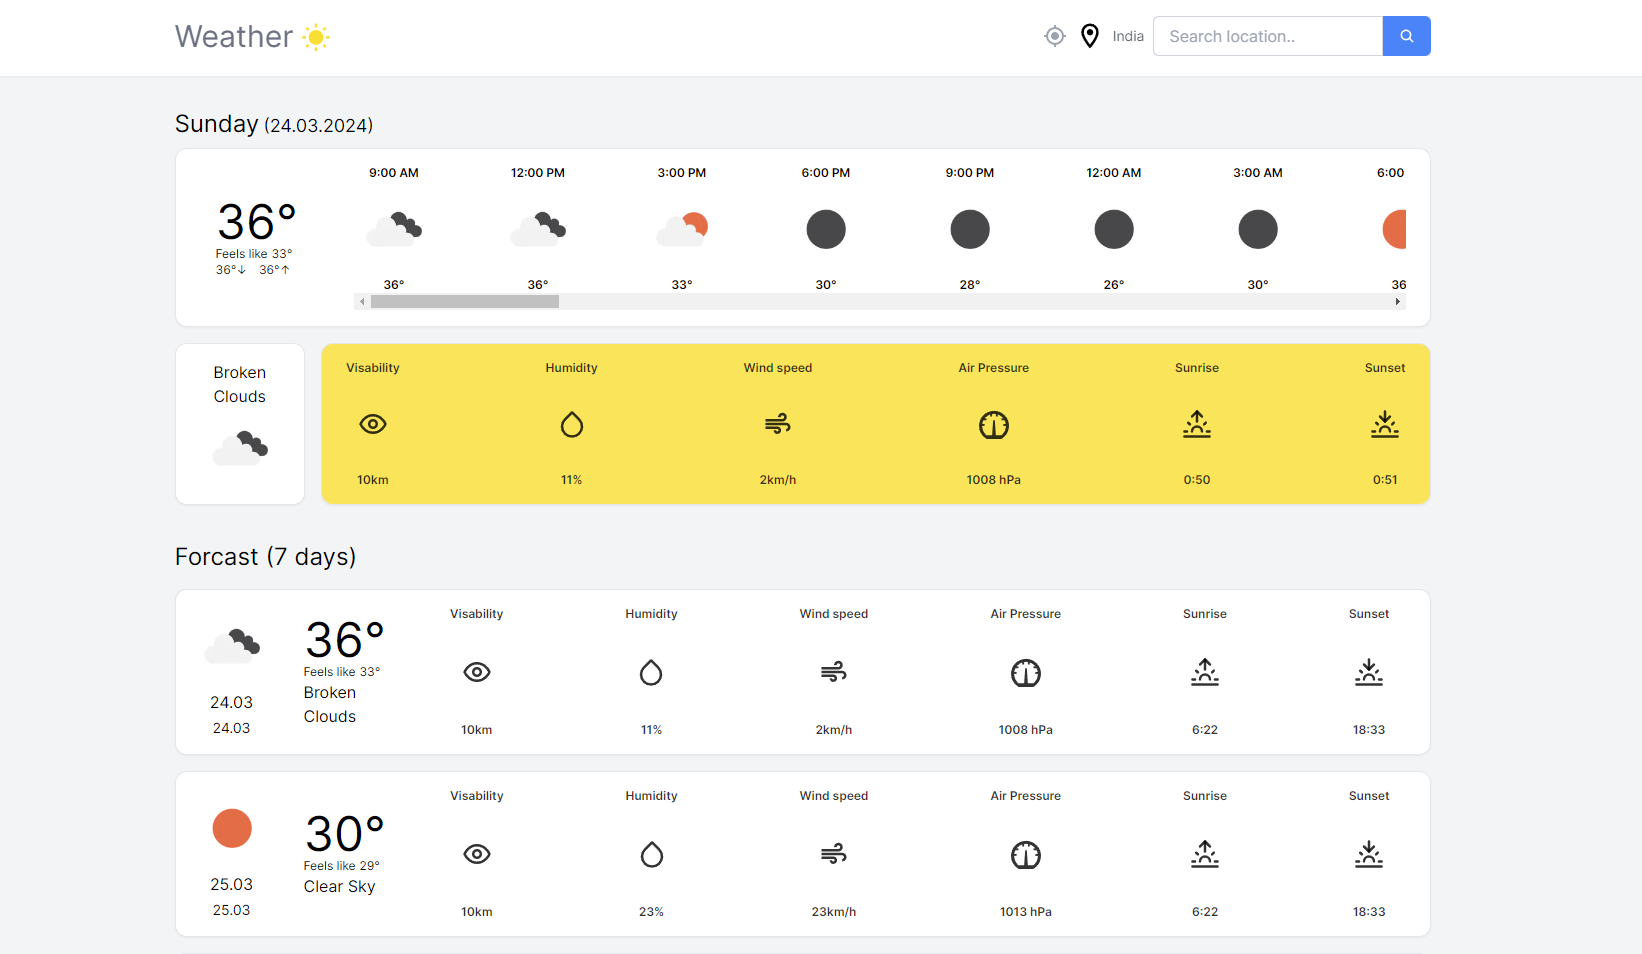 Weather
India
Search location..
Sunday (24.03.2024)
36°
Feels like 33°
36°↓ 36°↑
9:00 AM 12:00 PM 3:00 PM 6:00 PM 9:00 PM 12:00 AM 3:00 AM 6:00
36° 36° 33° 30° 28° 26° 30° 36
Broken
Clouds
Visability Humidity Wind speed Air Pressure Sunrise Sunset
10km 11% 2km/h 1008 hPa 0:50 0:51
Forcast (7 days)
24.03
24.03
36°
Feels like 33°
Broken
Clouds
Visability Humidity Wind speed Air Pressure Sunrise Sunset
10km 11% 2km/h 1008 hPa 6:22 18:33
25.03
25.03
30°
Feels like 29°
Clear Sky
Visability Humidity Wind speed Air Pressure Sunrise Sunset
10km 23% 23km/h 1013 hPa 6:22 18:33